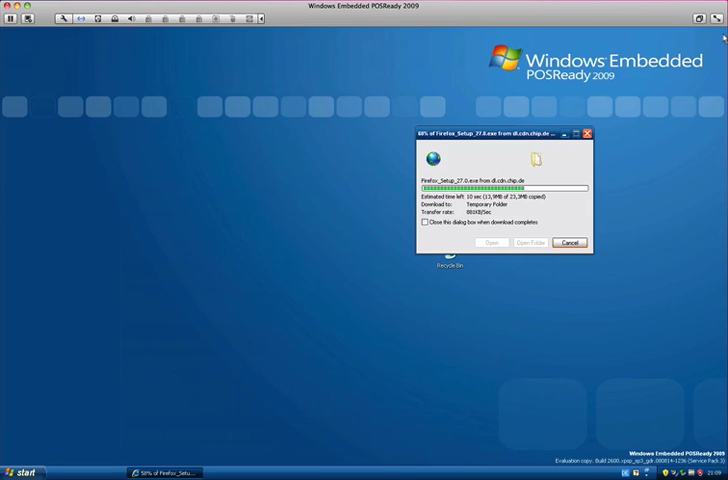 Windows Embedded POSReady 2009
Windows Embedded
POSReady 2009
60% of Firefox_Setup_27.0.exe from dl.cdn.chip.de ...
Firefox_Setup_27.0.exe from dl.cdn.chip.de
Estimated time left 10 sec (13,9MB of 23,3MB copied)
Download to: Temporary Folder
Transfer rate: 881KB/Sec
Close this dialog box when download completes
Open Open Folder Cancel
Recycle Bin
Windows Embedded POSReady 2009
Evaluation copy. Build 2600.xpsp_sp3_gdr.080814-1236 (Service Pack 3)
start
58% of Firefox_Setu...
21:09